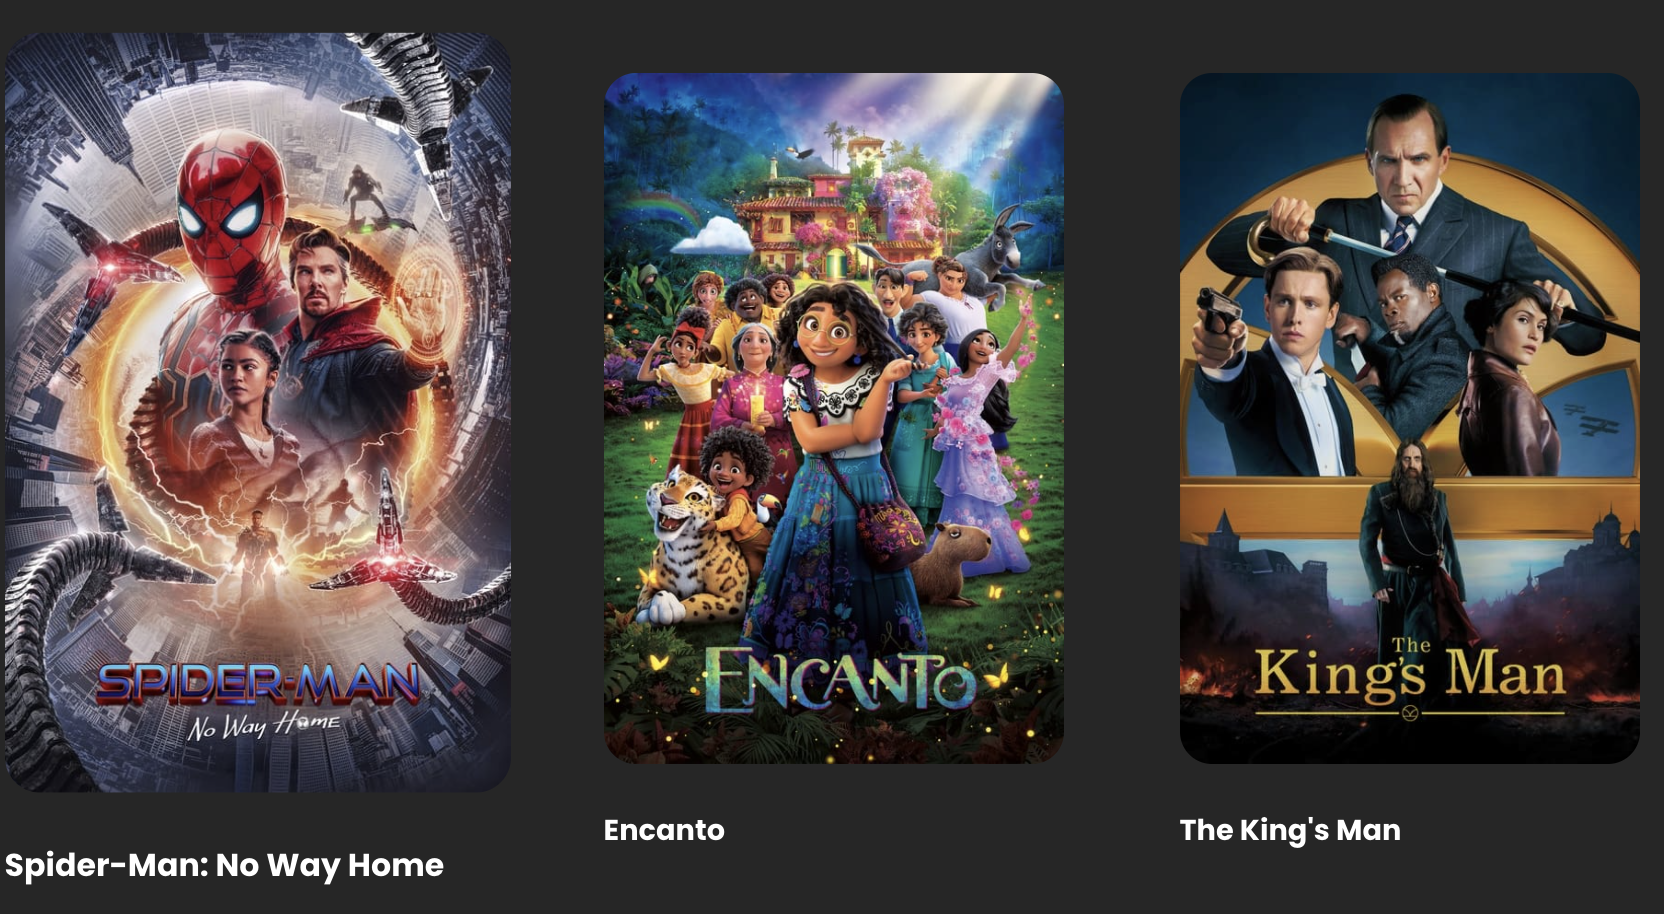 SPIDER-MAN
No Way Home
Spider-Man: No Way Home
ENCANTO
Encanto
The
King's Man
The King's Man